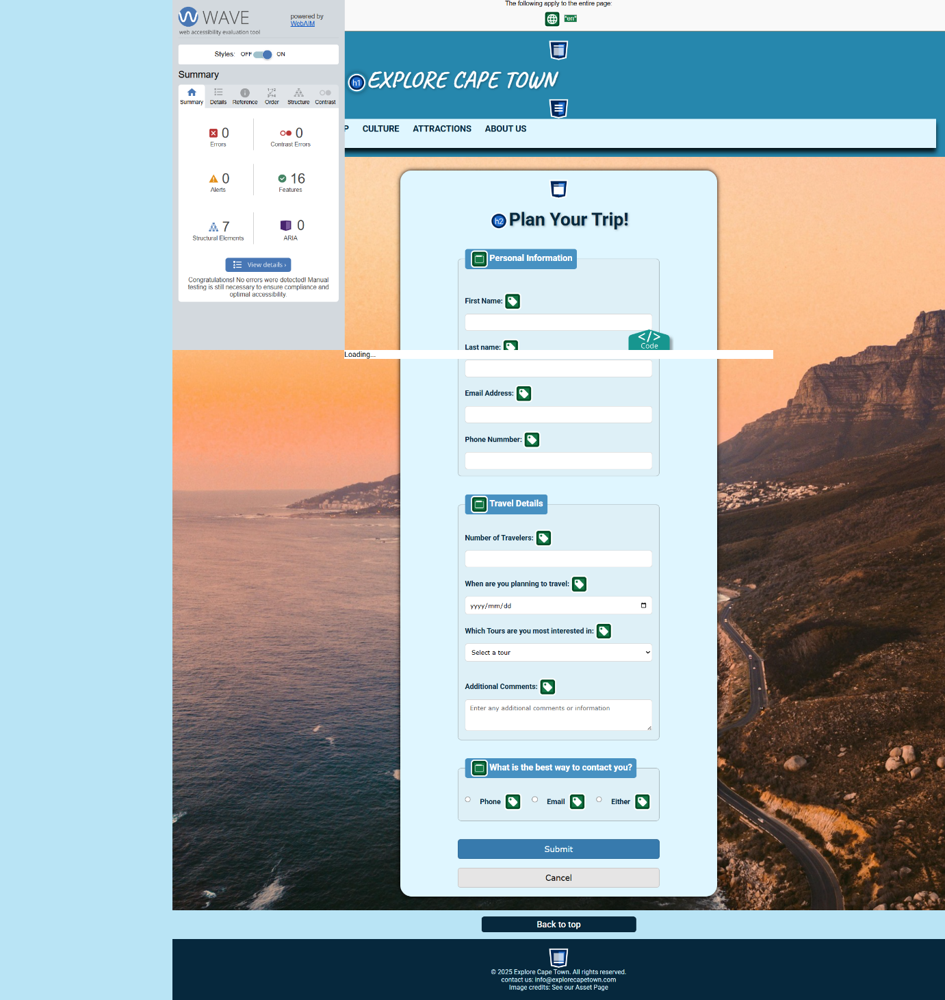 The following apply to the entire page:
"en"
WAVE
web accessibility evaluation tool
powered by
WebAIM
Styles: OFF ON
Summary
Summary Details Reference Order Structure Contrast
0
Errors
0
Contrast Errors
0
Alerts
16
Features
7
Structural Elements
0
ARIA
View details ›
Congratulations! No errors were detected! Manual
testing is still necessary to ensure compliance and
optimal accessibility.
h1 EXPLORE CAPE TOWN
P CULTURE ATTRACTIONS ABOUT US
h2 Plan Your Trip!
Personal Information
First Name:
</>
Code
Last name:
Loading...
Email Address:
Phone Nummber:
Travel Details
Number of Travelers:
When are you planning to travel:
yyyy/mm/dd
Which Tours are you most interested in:
Select a tour
Additional Comments:
Enter any additional comments or information
What is the best way to contact you?
Phone Email Either
Submit
Cancel
Back to top
© 2025 Explore Cape Town. All rights reserved.
contact us: info@explorecapetown.com
Image credits: See our Asset Page